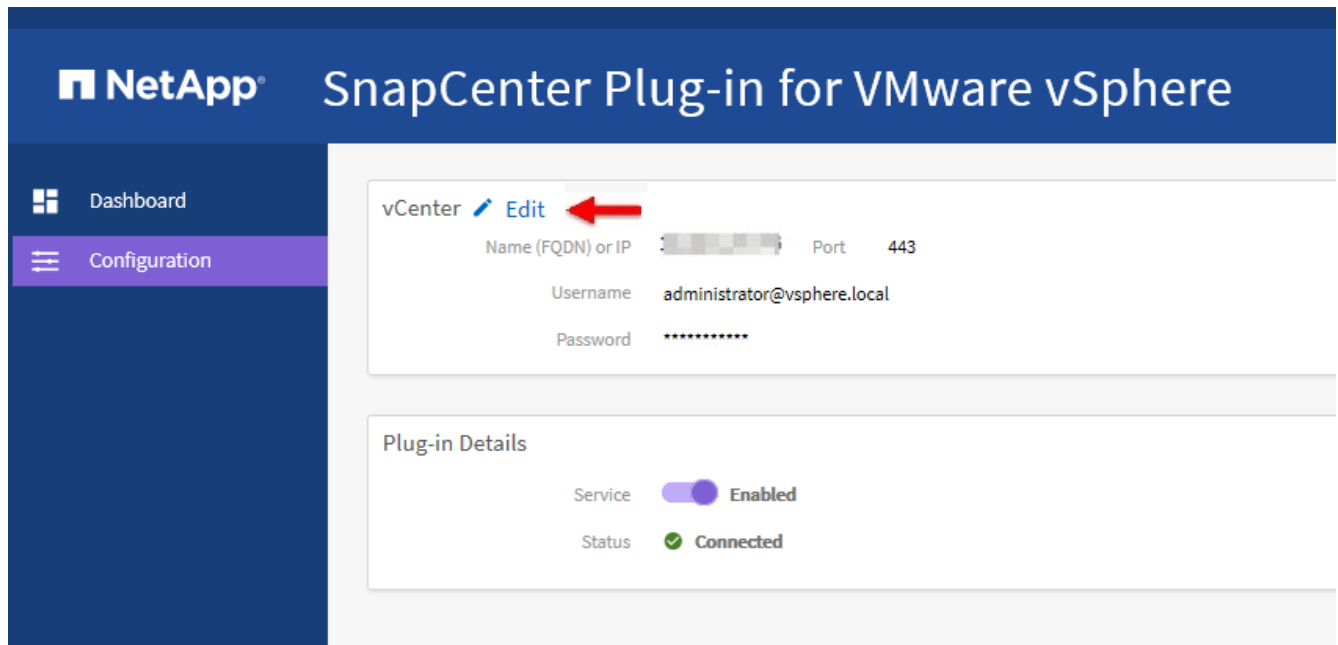 NetApp® SnapCenter Plug-in for VMware vSphere
Dashboard
Configuration
vCenter Edit
Name (FQDN) or IP Port 443
Username administrator@vsphere.local
Password ***********
Plug-in Details
Service Enabled
Status Connected